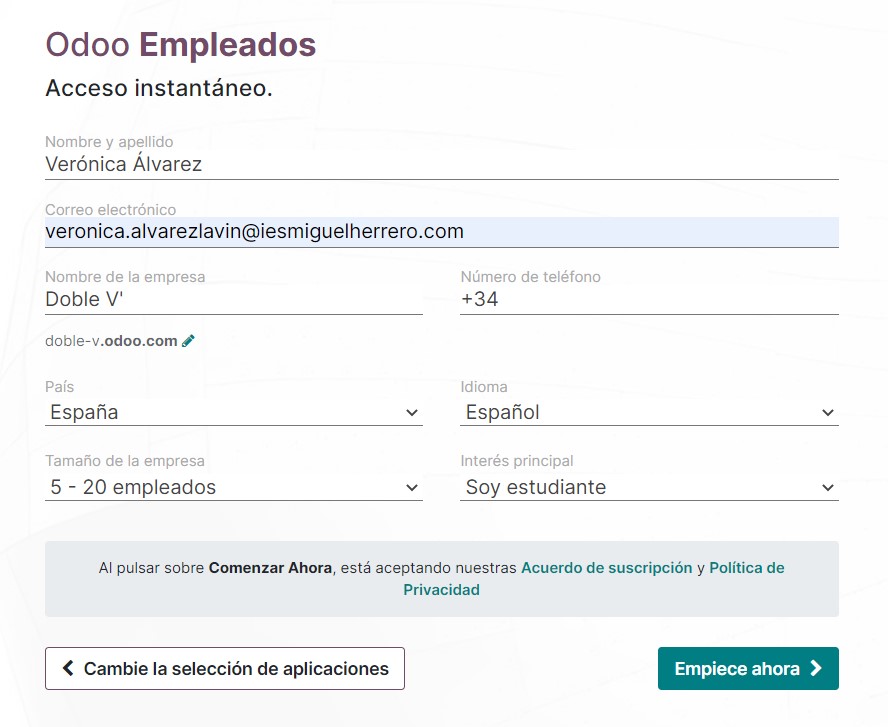 Odoo Empleados
Acceso instantáneo.
Nombre y apellido
Verónica Álvarez
Correo electrónico
veronica.alvarezlavin@iesmiguelherrero.com
Nombre de la empresa
Doble V'
Número de teléfono
+34
doble-v.odoo.com
País
España
Idioma
Español
Tamaño de la empresa
5 - 20 empleados
Interés principal
Soy estudiante
Al pulsar sobre Comenzar Ahora, está aceptando nuestras Acuerdo de suscripción y Política de
Privacidad
Cambie la selección de aplicaciones
Empiece ahora